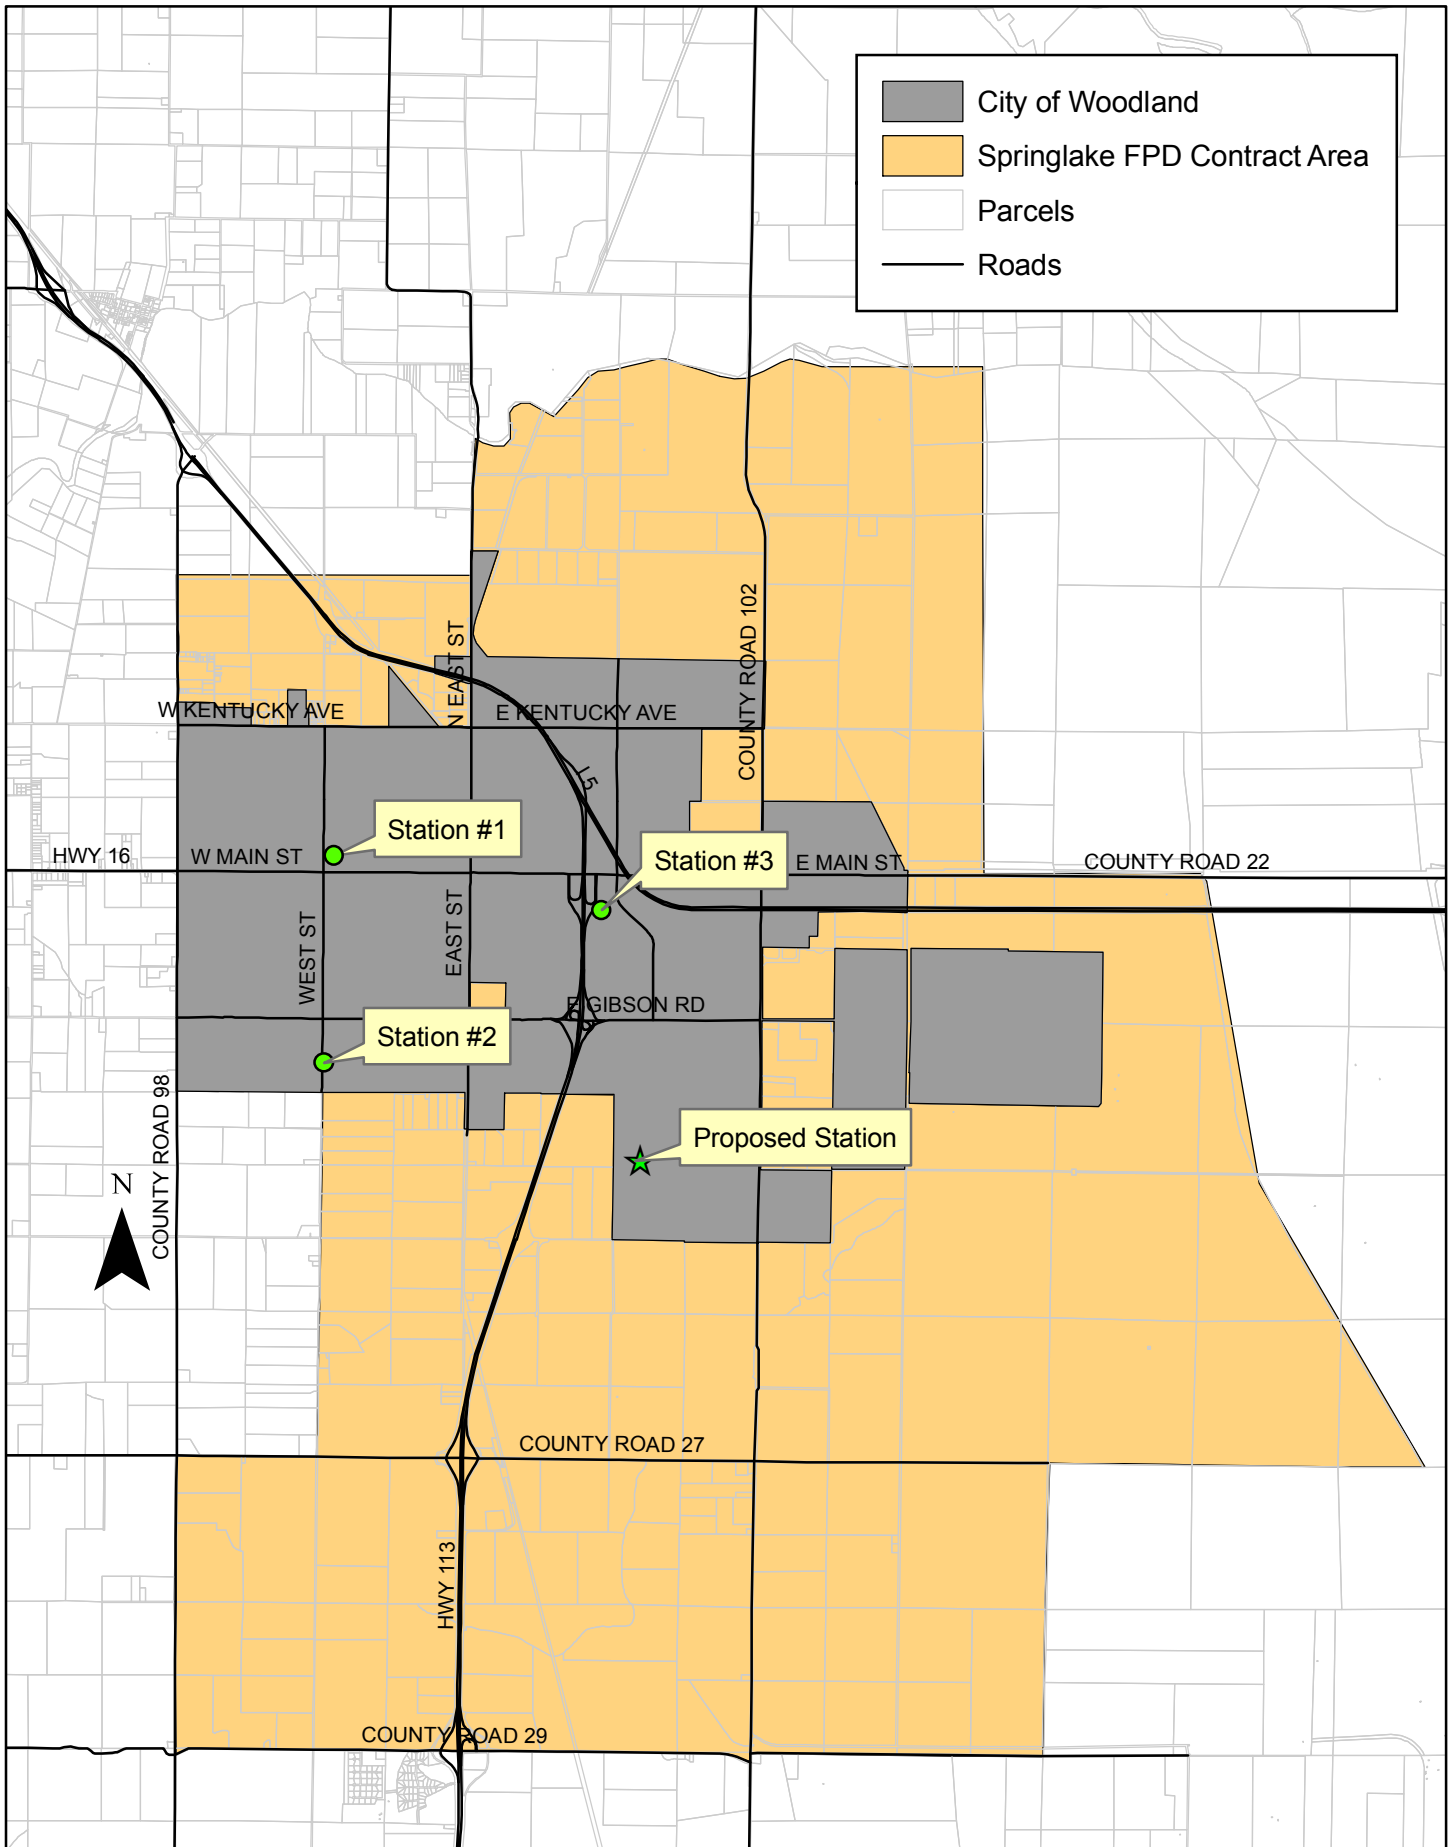 City of Woodland
Springlake FPD Contract Area
Parcels
Roads
COUNTY ROAD 102
N EAST ST
W KENTUCKY AVE
E KENTUCKY AVE
I 5
Station #1
HWY 16
W MAIN ST
Station #3
E MAIN ST
COUNTY ROAD 22
WEST ST
EAST ST
E GIBSON RD
Station #2
Proposed Station
COUNTY ROAD 98
N
COUNTY ROAD 27
HWY 113
COUNTY ROAD 29